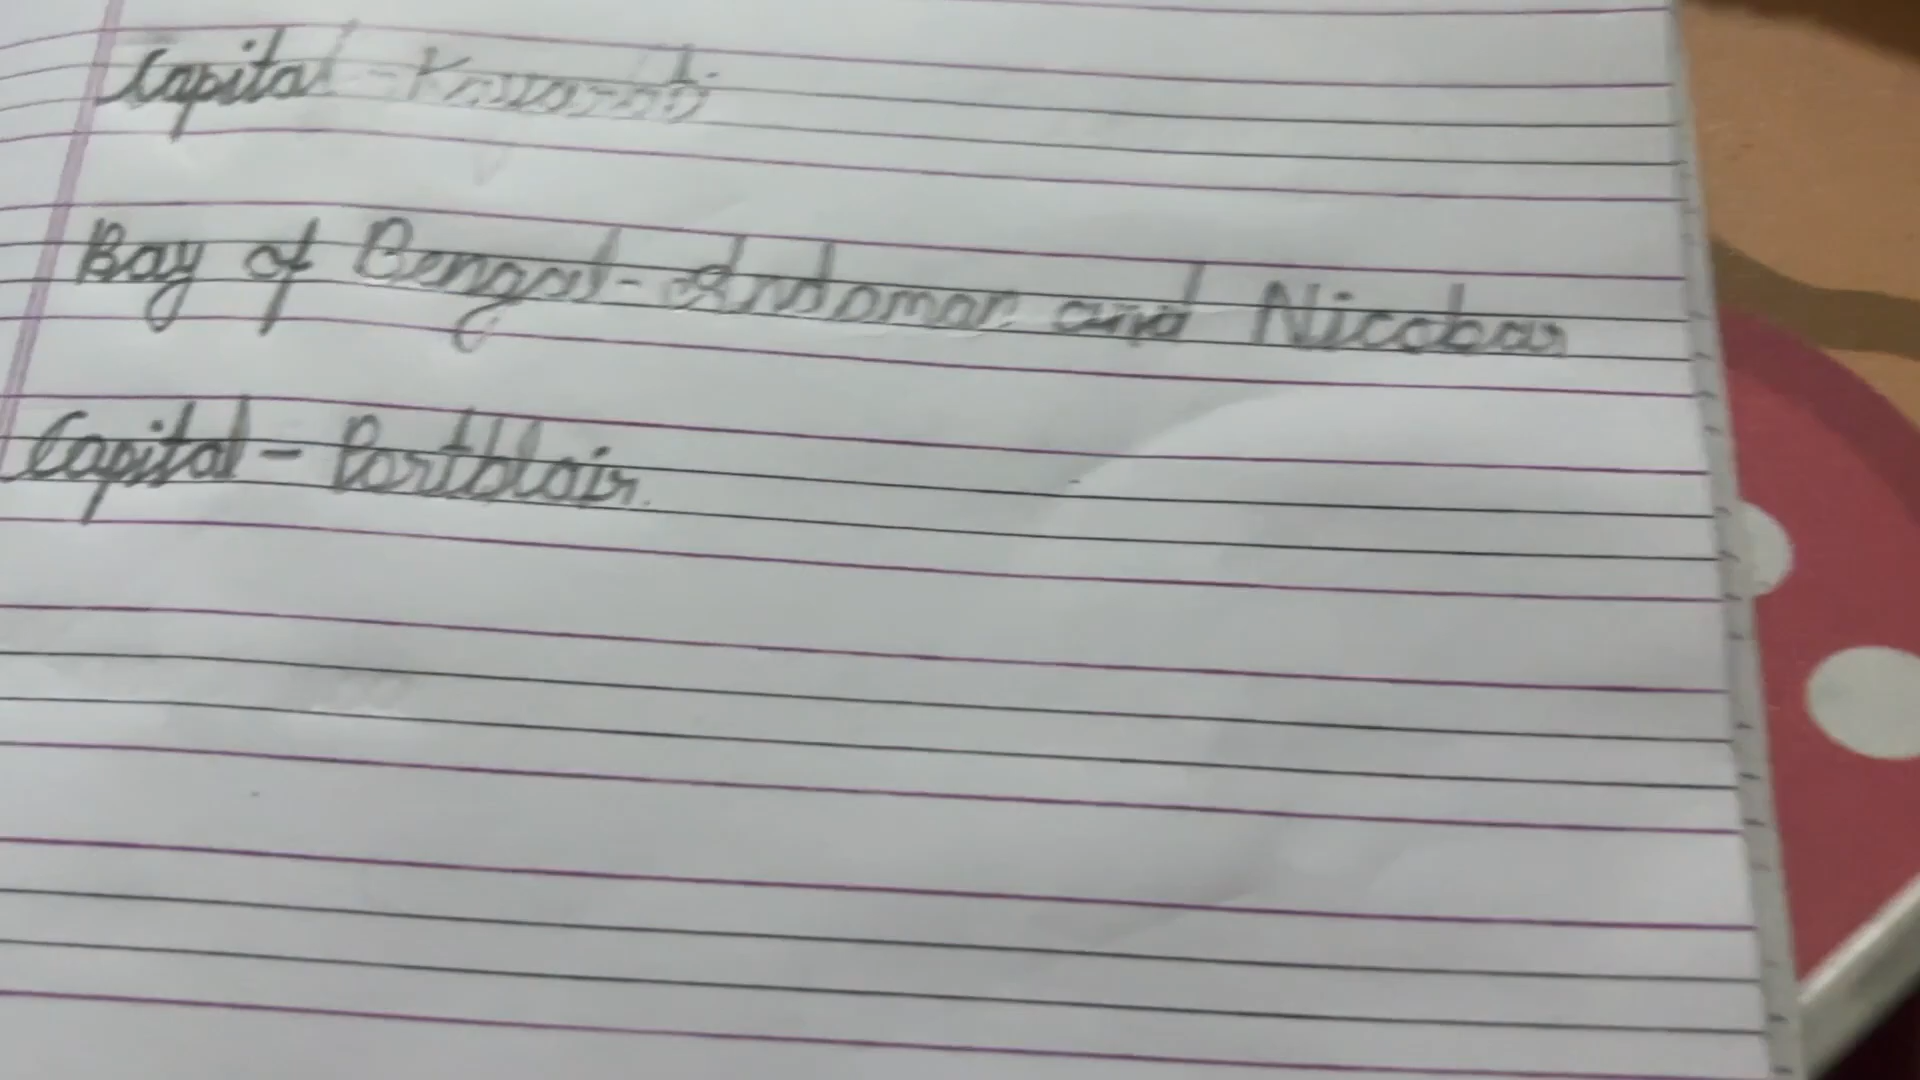 Capital - Kavaratti.
Bay of Bengal - Andaman and Nicobar
Capital - Portblair.